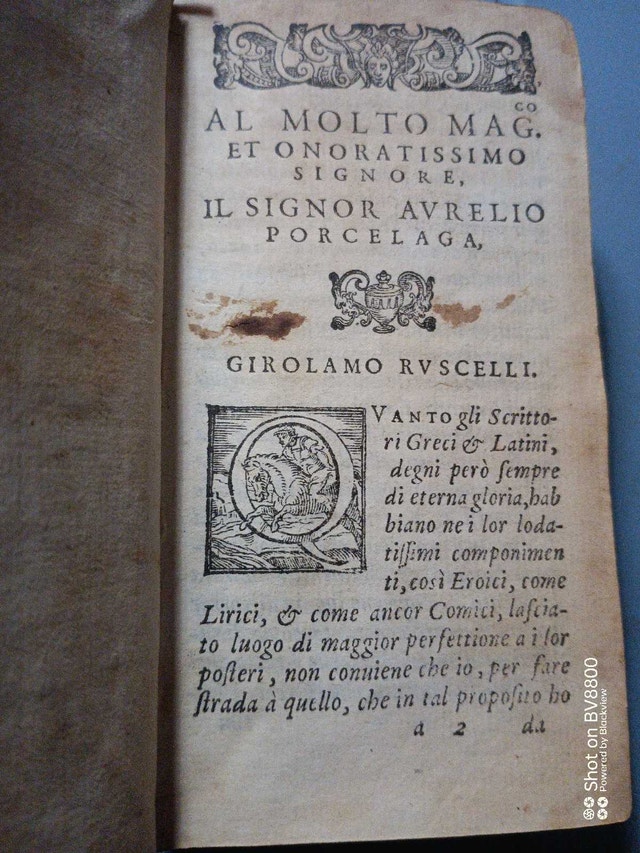 CO
AL MOLTO MAG.
ET ONORATISSIMO
SIGNORE,
IL SIGNOR AVRELIO
PORCELAGA,
GIROLAMO RVSCELLI.
QVANTO gli Scritto-
ri Greci & Latini,
degni però ſempre
di eterna gloria, hab
biano ne i lor loda-
tiſſimi componimen
ti, così Eroici, come
Lirici, & come ancor Comici, laſcia-
to luogo di maggior perfettione a i lor
poſteri, non conuiene che io, per fare
ſtrada à quello, che in tal propoſito ho
a 2 da
Shot on BV8800
Powered by Blackview